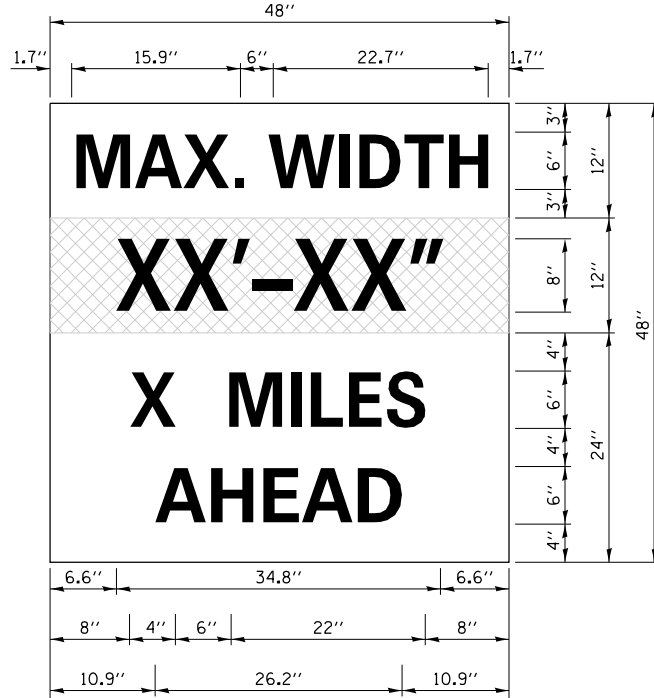 48''
1.7'' 15.9'' 6'' 22.7'' 1.7''
MAX. WIDTH
XX'-XX"
X MILES
AHEAD
3'' 6'' 3'' 8'' 4'' 6'' 4'' 6'' 4''
12'' 12'' 24''
48''
6.6'' 34.8'' 6.6''
8'' 4'' 6'' 22'' 8''
10.9'' 26.2'' 10.9''